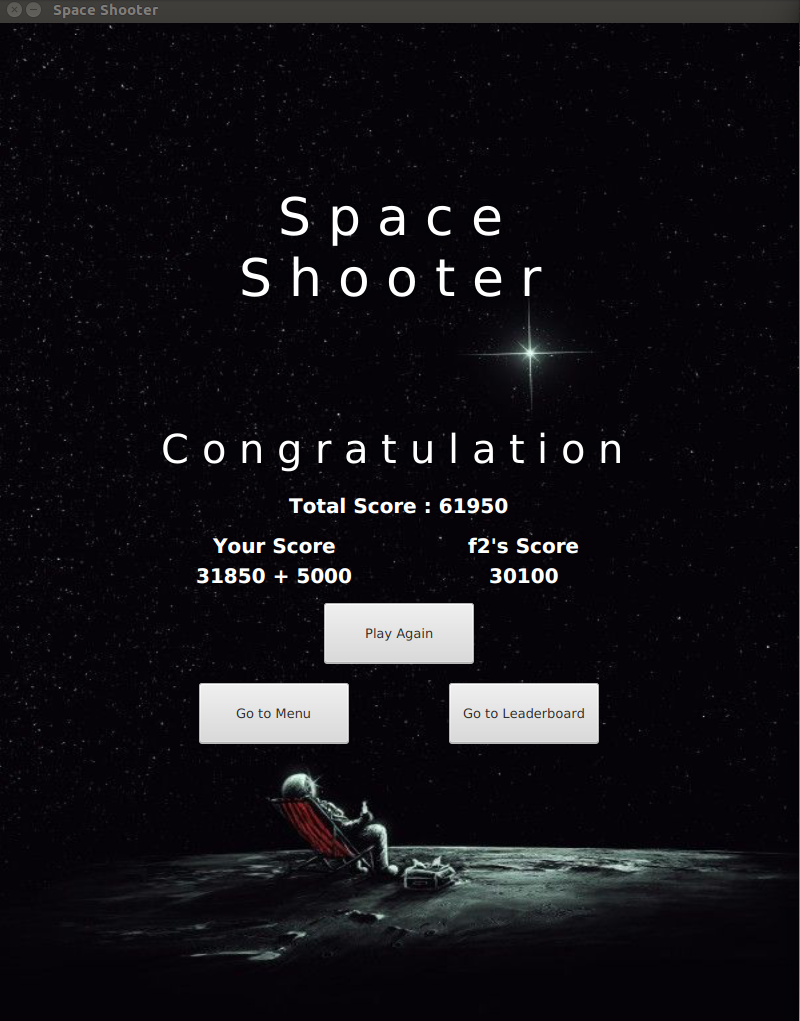 Space Shooter
Space
Shooter
Congratulation
Total Score : 61950
Your Score f2's Score
31850 + 5000 30100
Play Again
Go to Menu Go to Leaderboard